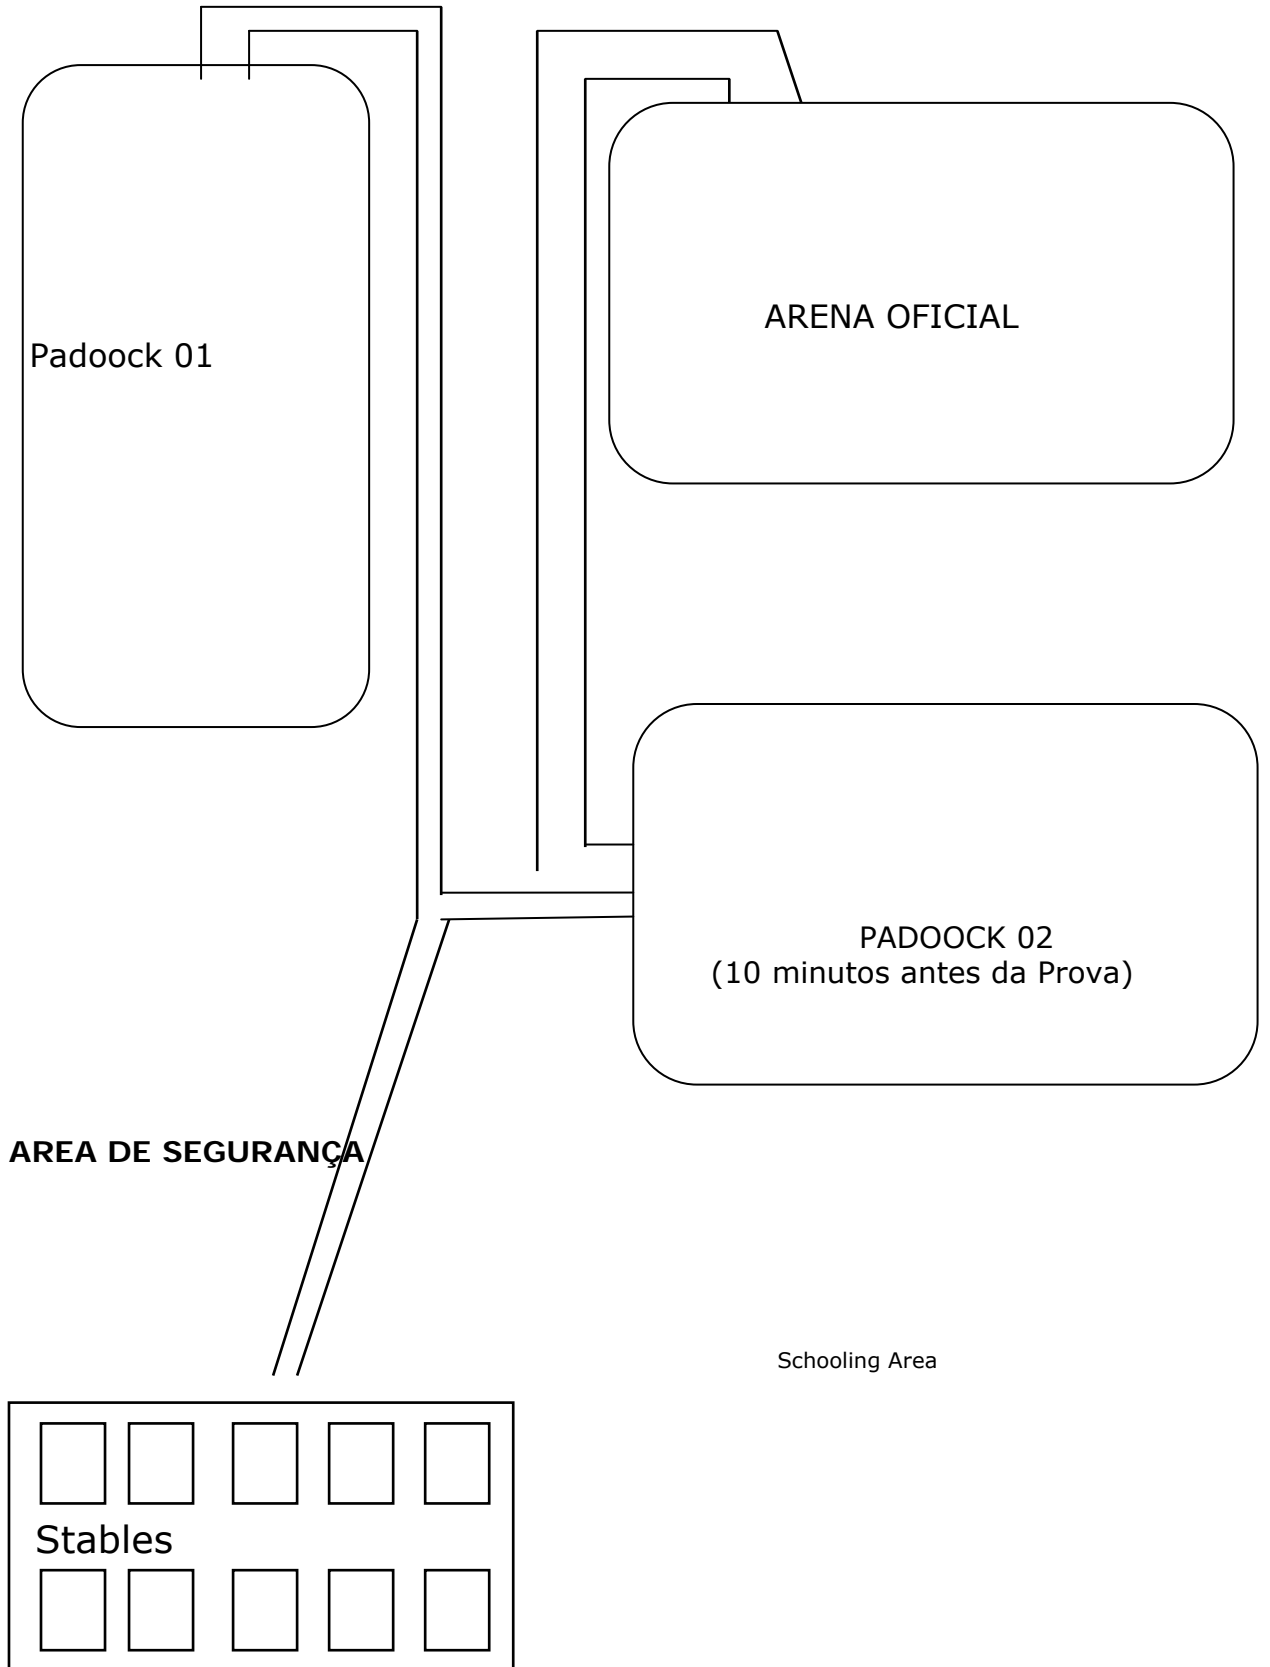 ARENA OFICIAL
Padoock 01
PADOOCK 02
(10 minutos antes da Prova)
AREA DE SEGURANÇA
Schooling Area
Stables